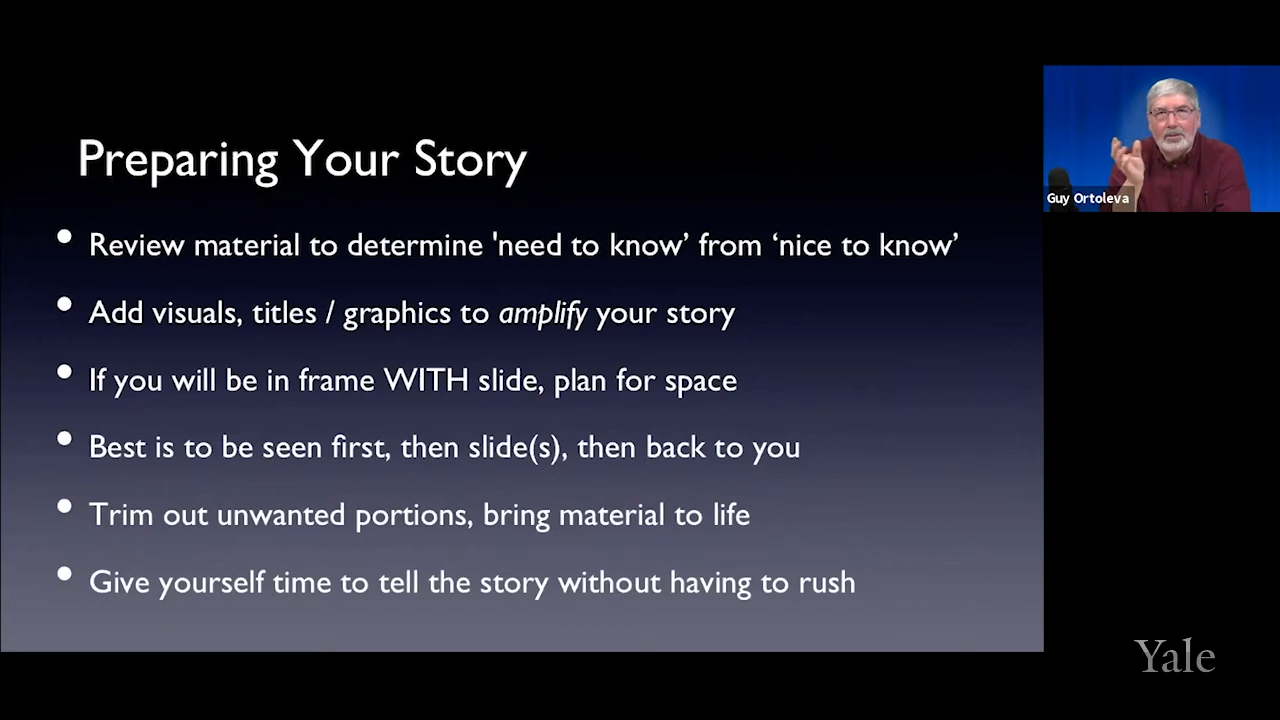 Preparing Your Story
• Review material to determine 'need to know’ from ‘nice to know’
• Add visuals, titles / graphics to amplify your story
• If you will be in frame WITH slide, plan for space
• Best is to be seen first, then slide(s), then back to you
• Trim out unwanted portions, bring material to life
• Give yourself time to tell the story without having to rush
Guy Ortoleva
Yale